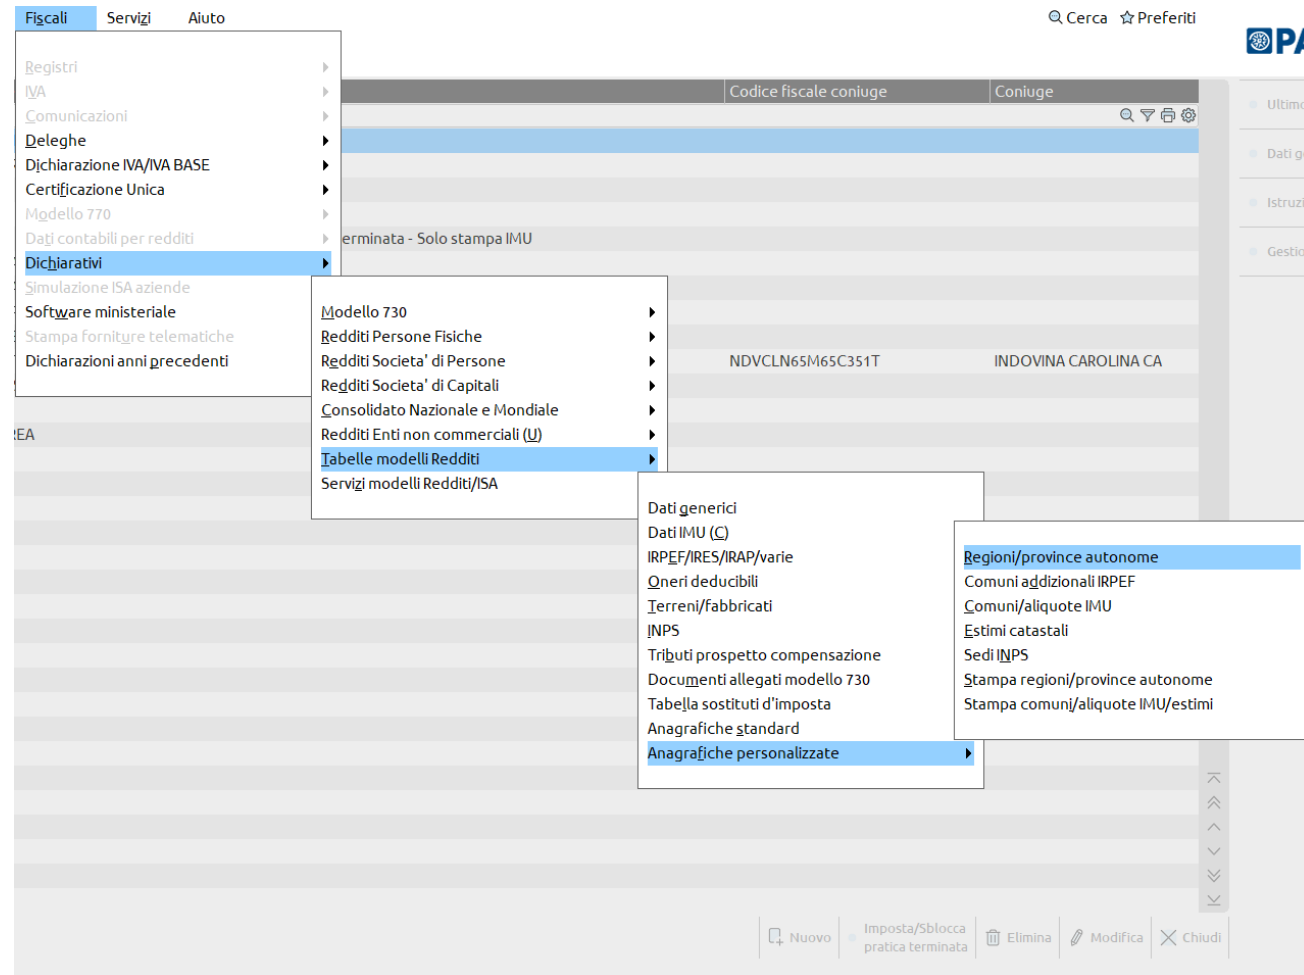 Fiscali Servizi Aiuto Cerca Preferiti
PA
Registri
IVA Codice fiscale coniuge Coniuge
Ultimo
Comunicazioni
Deleghe
Dichiarazione IVA/IVA BASE Dati g
Certificazione Unica
Modello 770 Istruzi
Dati contabili per redditi erminata - Solo stampa IMU
Gestio
Dichiarativi
Simulazione ISA aziende
Software ministeriale Modello 730
Stampa forniture telematiche Redditi Persone Fisiche
Dichiarazioni anni precedenti Redditi Societa' di Persone NDVCLN65M65C351T INDOVINA CAROLINA CA
Redditi Societa' di Capitali
Consolidato Nazionale e Mondiale
REA Redditi Enti non commerciali (U)
Tabelle modelli Redditi
Servizi modelli Redditi/ISA
Dati generici
Dati IMU (C)
IRPEF/IRES/IRAP/varie Regioni/province autonome
Oneri deducibili Comuni addizionali IRPEF
Terreni/fabbricati Comuni/aliquote IMU
INPS Estimi catastali
Tributi prospetto compensazione Sedi INPS
Documenti allegati modello 730 Stampa regioni/province autonome
Tabella sostituti d'imposta Stampa comuni/aliquote IMU/estimi
Anagrafiche standard
Anagrafiche personalizzate
Nuovo Imposta/Sblocca pratica terminata Elimina Modifica Chiudi